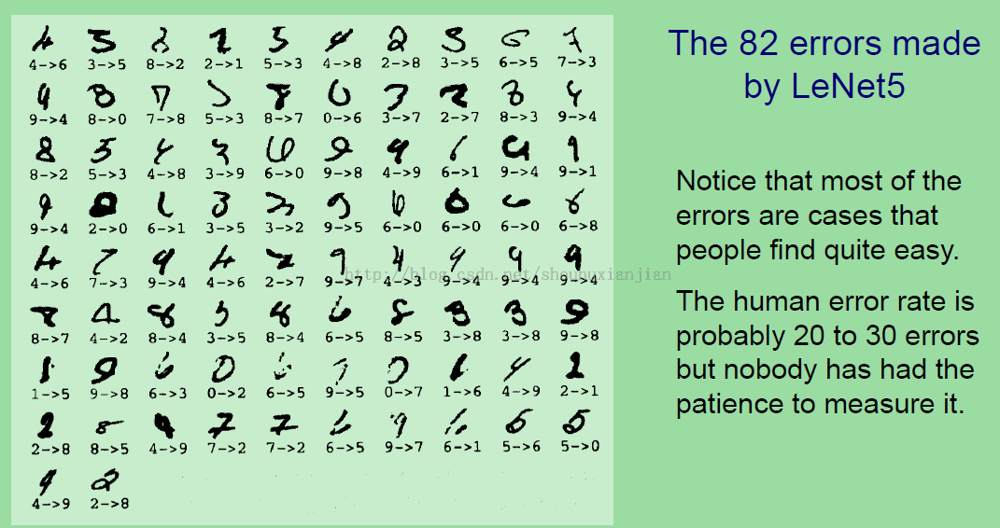 4->6 3->5 8->2 2->1 5->3 4->8 2->8 3->5 6->5 7->3
9->4 8->0 7->8 5->3 8->7 0->6 3->7 2->7 8->3 9->4
8->2 5->3 4->8 3->9 6->0 9->8 4->9 6->1 9->4 9->1
9->4 2->0 6->1 3->5 3->2 9->5 6->0 6->0 6->0 6->8
4->6 7->3 9->4 4->6 2->7 9->7 4->3 9->4 9->4 9->4
8->7 4->2 8->4 3->5 8->4 6->5 8->5 3->8 3->8 9->8
1->5 9->8 6->3 0->2 6->5 9->5 0->7 1->6 4->9 2->1
2->8 8->5 4->9 7->2 7->2 6->5 9->7 6->1 5->6 5->0
4->9 2->8
The 82 errors made
by LeNet5
Notice that most of the
errors are cases that
people find quite easy.
The human error rate is
probably 20 to 30 errors
but nobody has had the
patience to measure it.